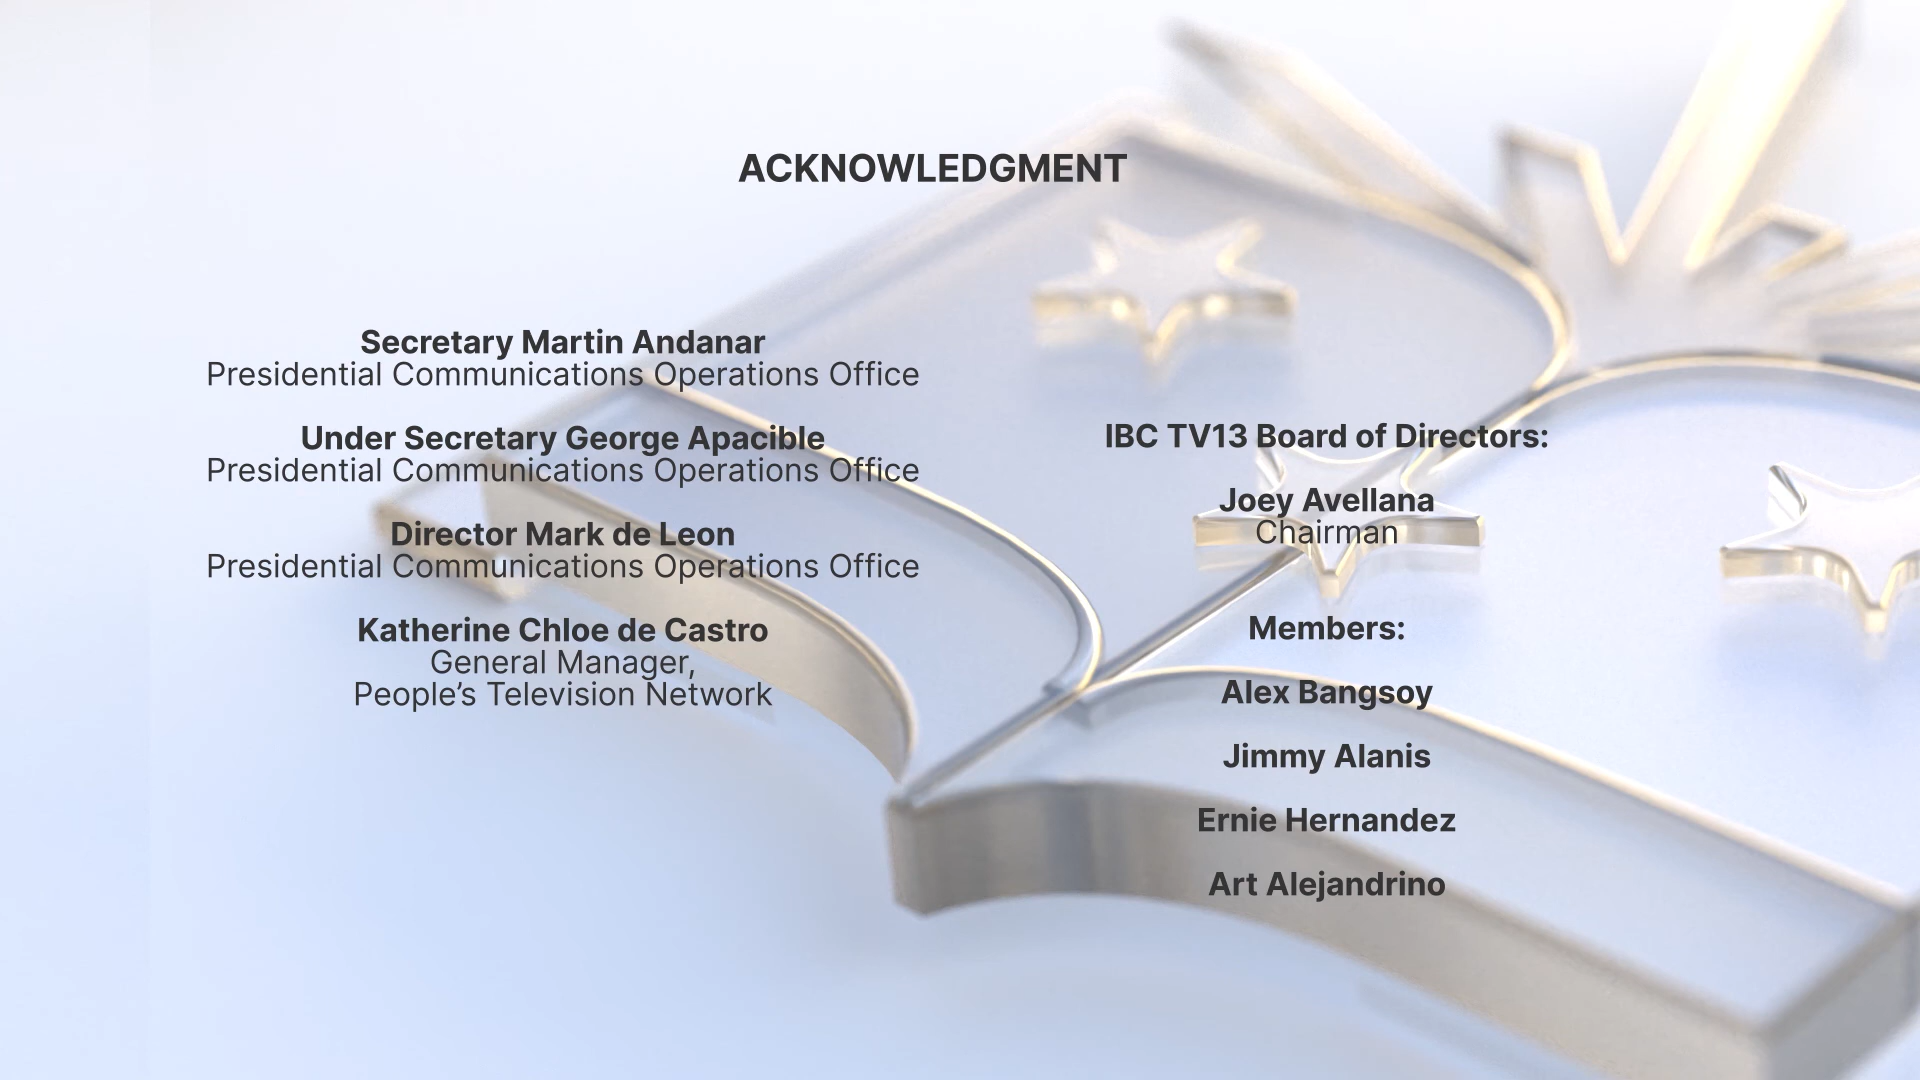 ACKNOWLEDGMENT
Secretary Martin Andanar
Presidential Communications Operations Office
Under Secretary George Apacible
Presidential Communications Operations Office
Director Mark de Leon
Presidential Communications Operations Office
Katherine Chloe de Castro
General Manager,
People’s Television Network
IBC TV13 Board of Directors:
Joey Avellana
Chairman
Members:
Alex Bangsoy
Jimmy Alanis
Ernie Hernandez
Art Alejandrino